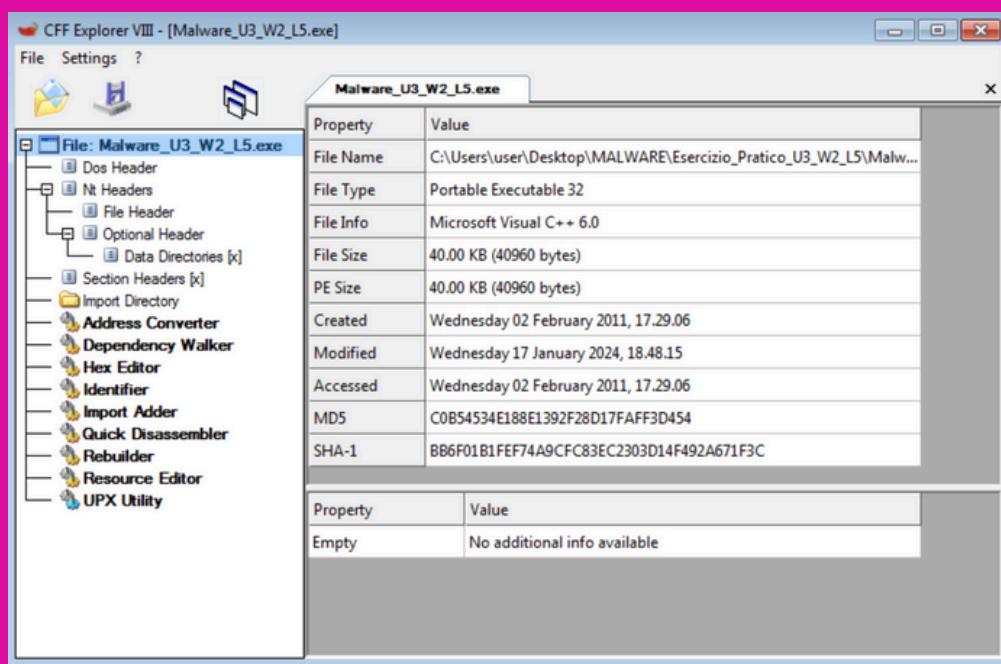 CFF Explorer VIII - [Malware_U3_W2_L5.exe]
File Settings ?
Malware_U3_W2_L5.exe
File: Malware_U3_W2_L5.exe
Dos Header
Nt Headers
File Header
Optional Header
Data Directories [x]
Section Headers [x]
Import Directory
Address Converter
Dependency Walker
Hex Editor
Identifier
Import Adder
Quick Disassembler
Rebuilder
Resource Editor
UPX Utility
Property Value
File Name C:\Users\user\Desktop\MALWARE\Esercizio_Pratico_U3_W2_L5\Malw...
File Type Portable Executable 32
File Info Microsoft Visual C++ 6.0
File Size 40.00 KB (40960 bytes)
PE Size 40.00 KB (40960 bytes)
Created Wednesday 02 February 2011, 17.29.06
Modified Wednesday 17 January 2024, 18.48.15
Accessed Wednesday 02 February 2011, 17.29.06
MD5 C0B54534E188E1392F28D17FAFF3D454
SHA-1 BB6F01B1FEF74A9CFC83EC2303D14F492A671F3C
Property Value
Empty No additional info available